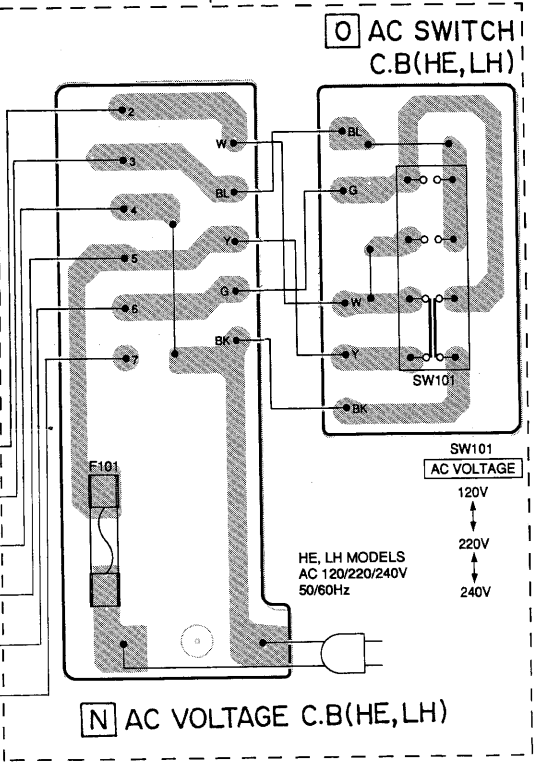 O AC SWITCH
C.B(HE,LH)
2
W
3
BL
4
5
Y
6
G
7
BK
BL
G
W
Y
BK
SW101
F101
SW101
AC VOLTAGE
120V
220V
240V
HE, LH MODELS
AC 120/220/240V
50/60Hz
N AC VOLTAGE C.B(HE,LH)